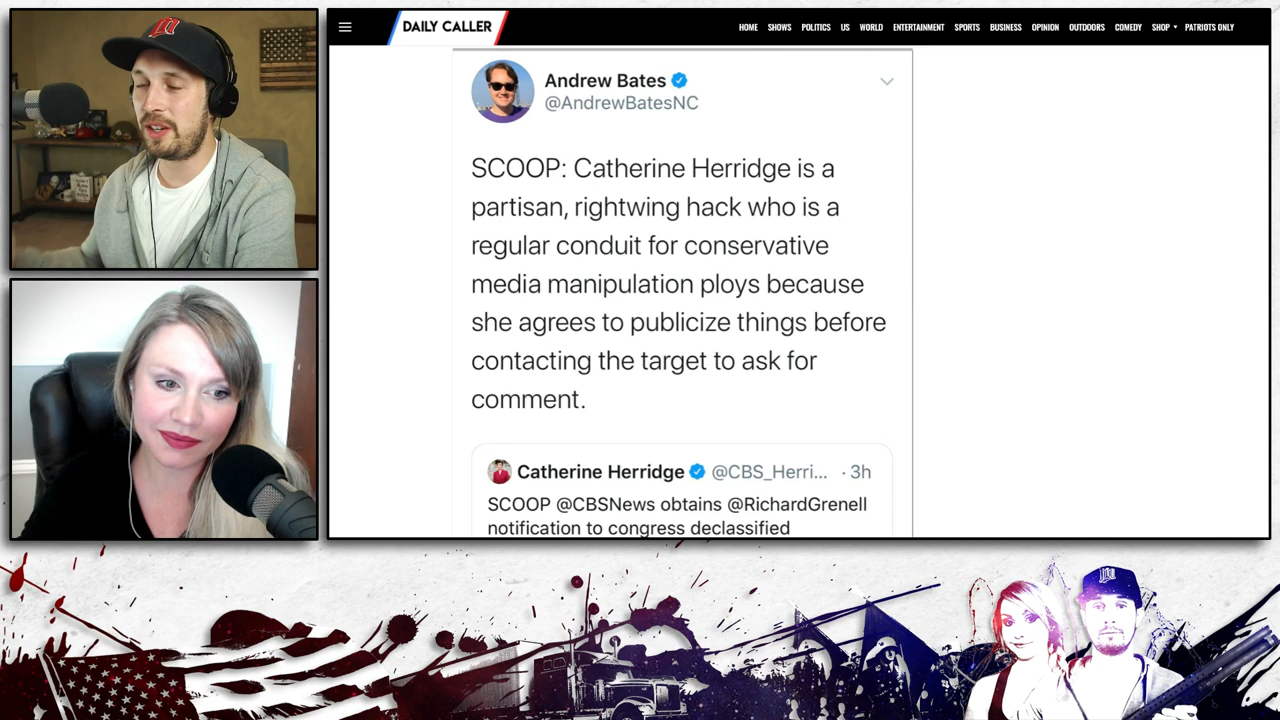 DAILY CALLER
HOME SHOWS POLITICS US WORLD ENTERTAINMENT SPORTS BUSINESS OPINION OUTDOORS COMEDY SHOP PATRIOTS ONLY
Andrew Bates
@AndrewBatesNC
SCOOP: Catherine Herridge is a
partisan, rightwing hack who is a
regular conduit for conservative
media manipulation ploys because
she agrees to publicize things before
contacting the target to ask for
comment.
Catherine Herridge @CBS_Herri... · 3h
SCOOP @CBSNews obtains @RichardGrenell
notification to congress declassified